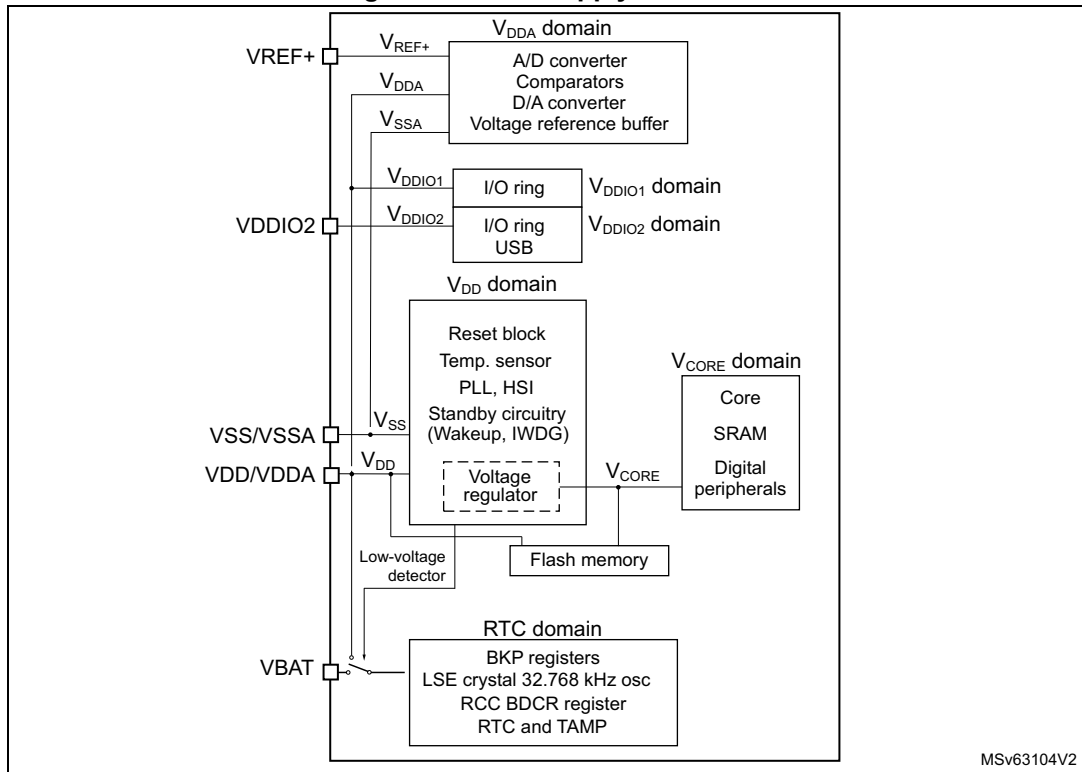 VDDA domain
VREF+
VREF+
A/D converter
Comparators
D/A converter
Voltage reference buffer
VDDA
VSSA
VDDIO1
I/O ring
VDDIO1 domain
VDDIO2
VDDIO2
I/O ring
USB
VDDIO2 domain
VDD domain
Reset block
Temp. sensor
PLL, HSI
Standby circuitry
(Wakeup, IWDG)
Voltage
regulator
VCORE domain
Core
SRAM
Digital
peripherals
VSS/VSSA
VSS
VDD/VDDA
VDD
VCORE
Flash memory
Low-voltage
detector
RTC domain
VBAT
BKP registers
LSE crystal 32.768 kHz osc
RCC BDCR register
RTC and TAMP
MSv63104V2